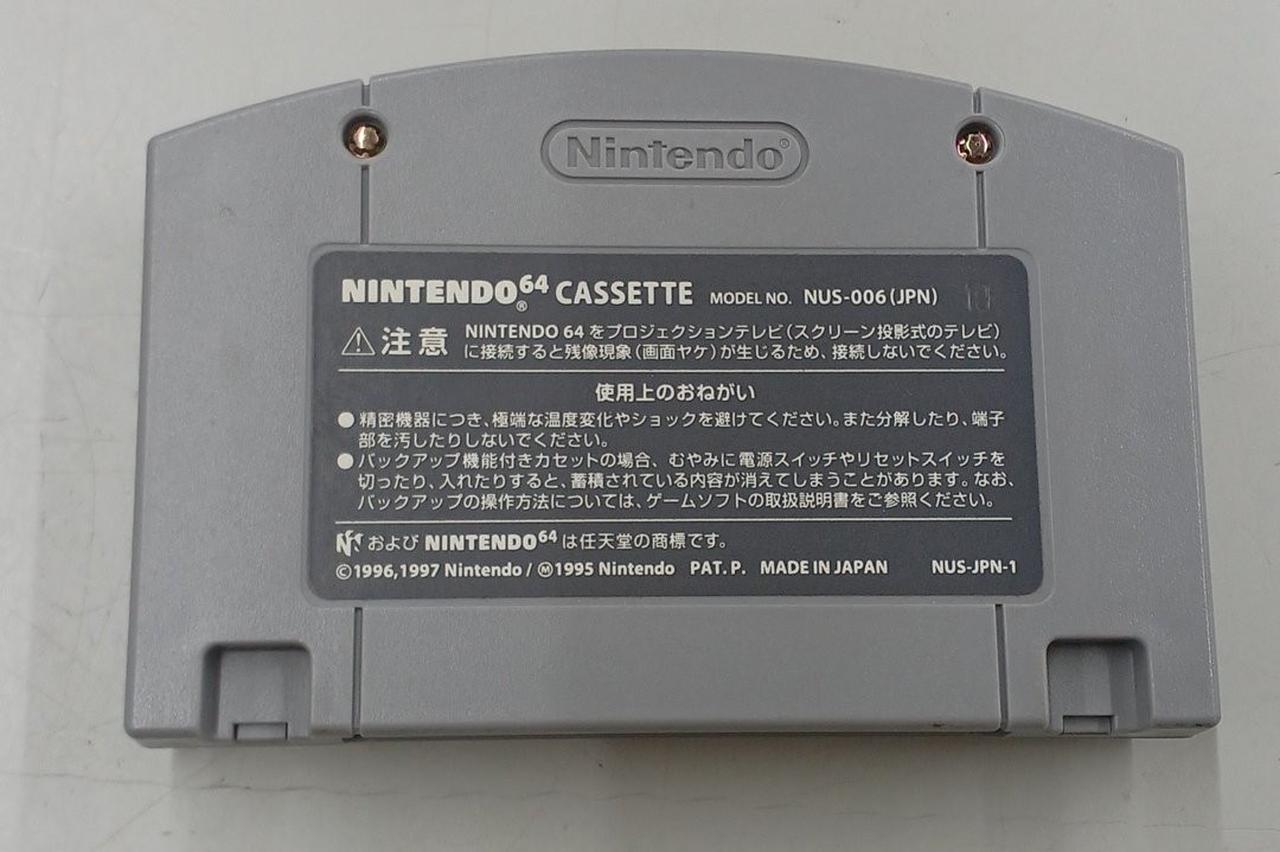 Nintendo®
NINTENDO64® CASSETTE MODEL NO. NUS-006(JPN)
注意 NINTENDO 64 をプロジェクションテレビ(スクリーン投影式のテレビ)
に接続すると残像現象(画面ヤケ)が生じるため、接続しないでください。
使用上のおねがい
●精密機器につき、極端な温度変化やショックを避けてください。また分解したり、端子
部を汚したりしないでください。
●バックアップ機能付きカセットの場合、むやみに電源スイッチやリセットスイッチを
切ったり、入れたりすると、蓄積されている内容が消えてしまうことがあります。なお、
バックアップの操作方法については、ゲームソフトの取扱説明書をご参照ください。
および NINTENDO64 は任天堂の商標です。
©1996,1997 Nintendo / Ⓜ1995 Nintendo PAT. P. MADE IN JAPAN NUS-JPN-1